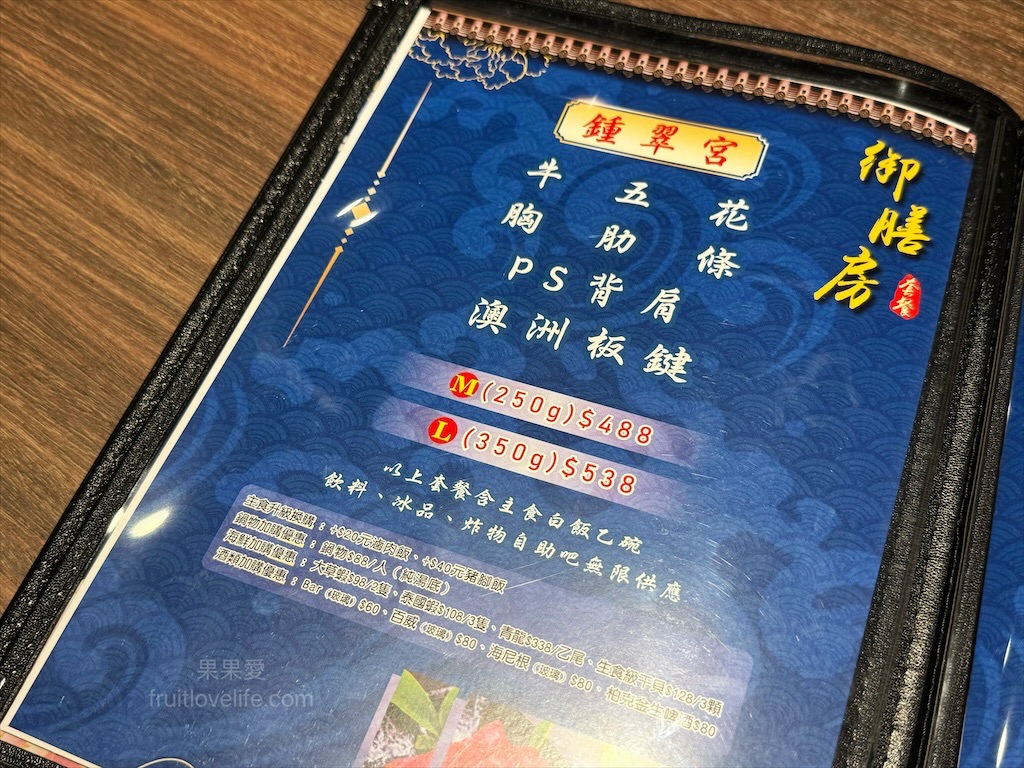 鍾翠宮
御膳房
套餐
牛五花
胸肋條
PS背肩
澳洲板鍵
M(250g)$488
L(350g)$538
以上套餐含主食白飯乙碗
飲料、冰品、炸物自助吧無限供應
主食升級換購：+$20元滷肉飯、+$40元豬腳飯
鍋物加購優惠：鍋物$88/人（純湯底）
海鮮加購優惠：大草蝦$98/2隻、泰國蝦$108/3隻、青龍$338/乙尾、生食級干貝$128/3顆
酒類加購優惠：Bar（玻璃）$60、百威（玻璃）$80、海尼根（玻璃）$80、柏克金生啤酒$80
果果愛
fruitlovelife.com